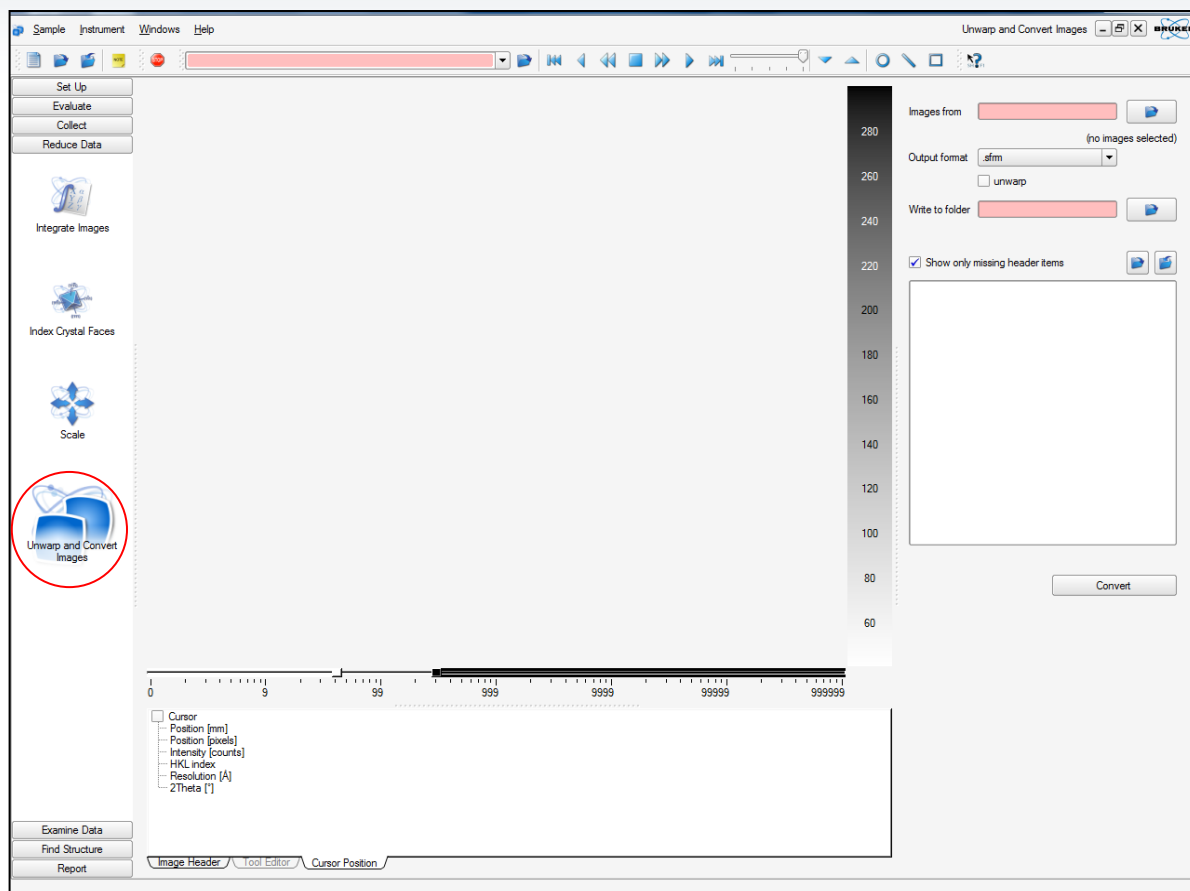 Sample Instrument Windows Help
Unwarp and Convert Images
BRUKER
NOTE
STOP
Set Up
Evaluate
Collect
Reduce Data
Integrate Images
Index Crystal Faces
Scale
Unwarp and Convert
Images
Examine Data
Find Structure
Report
280
260
240
220
200
180
160
140
120
100
80
60
0 9 99 999 9999 99999 999999
Cursor
Position [mm]
Position [pixels]
Intensity [counts]
HKL index
Resolution [Å]
2Theta [°]
Image Header Tool Editor Cursor Position
Images from
(no images selected)
Output format .sfrm
unwarp
Write to folder
Show only missing header items
Convert